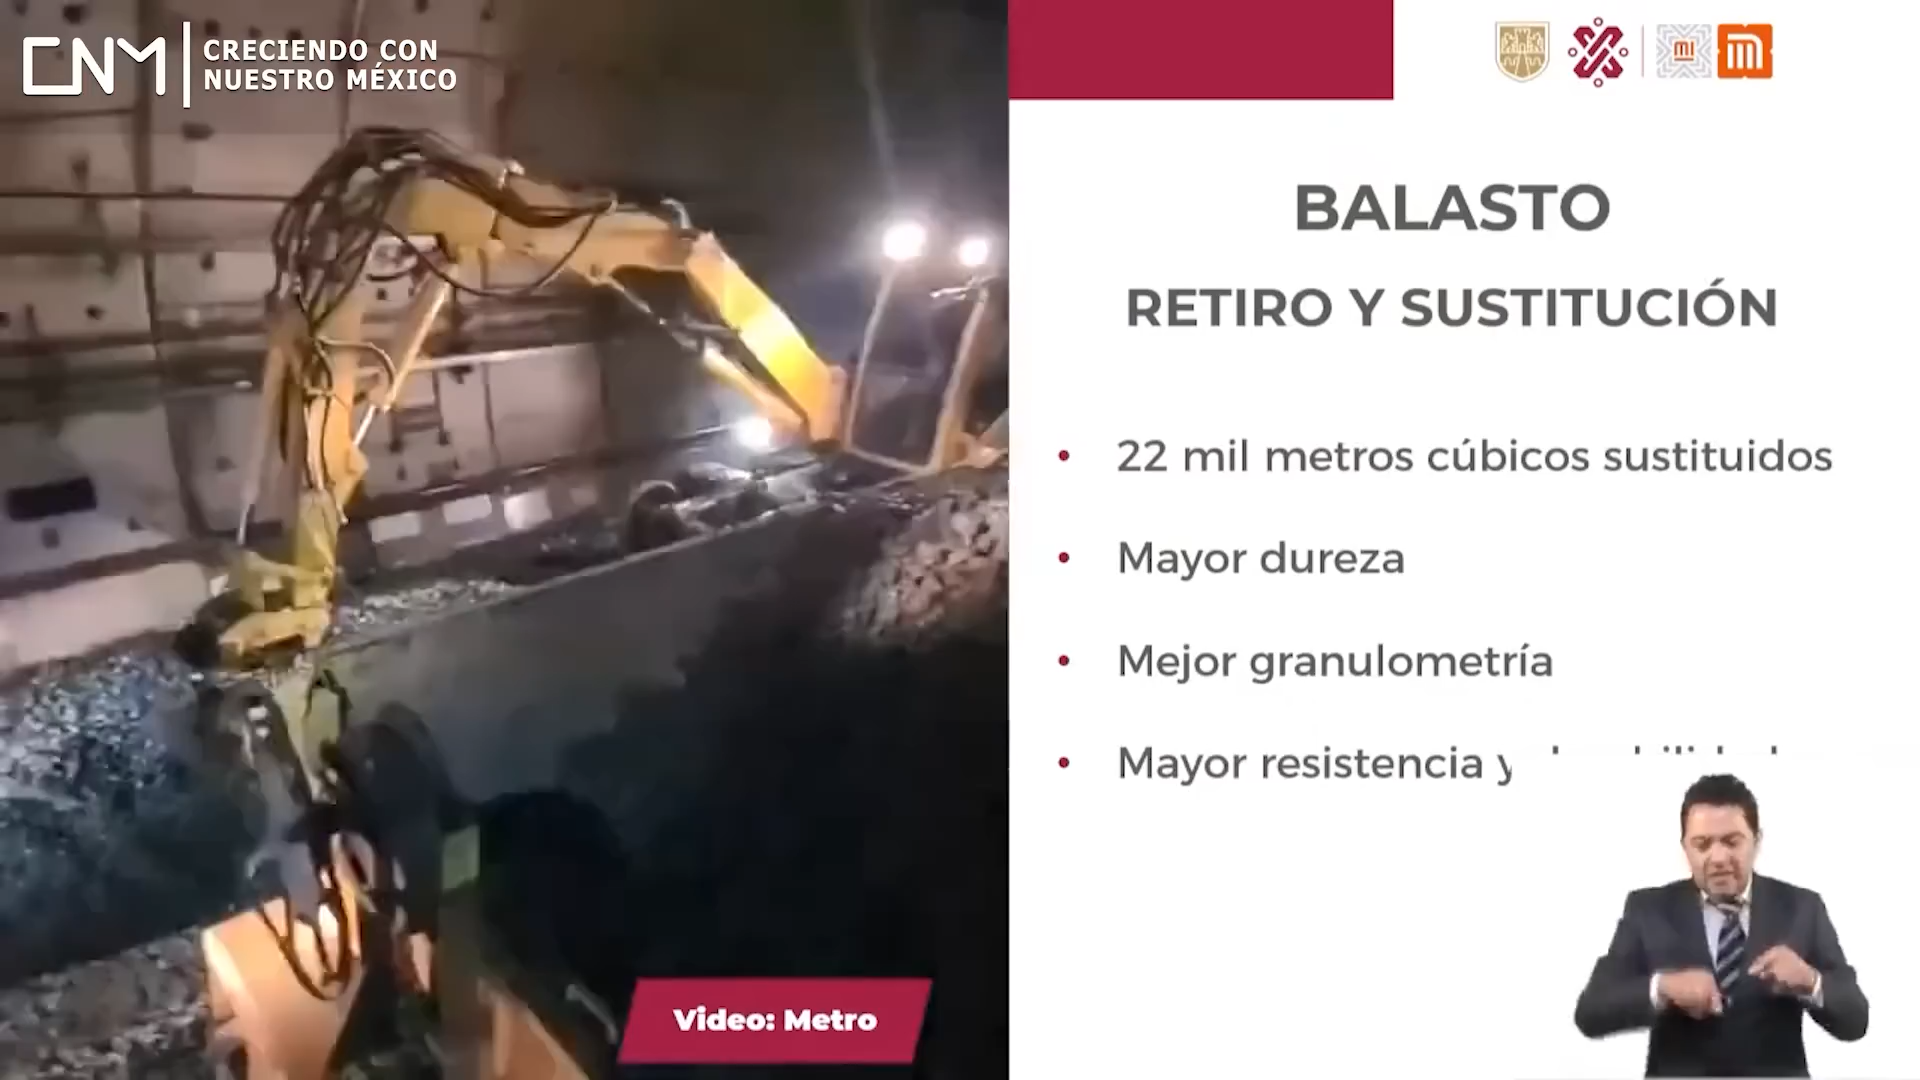 CNM
CRECIENDO CON
NUESTRO MÉXICO
BALASTO
RETIRO Y SUSTITUCIÓN
• 22 mil metros cúbicos sustituidos
• Mayor dureza
• Mejor granulometría
• Mayor resistencia y
Video: Metro